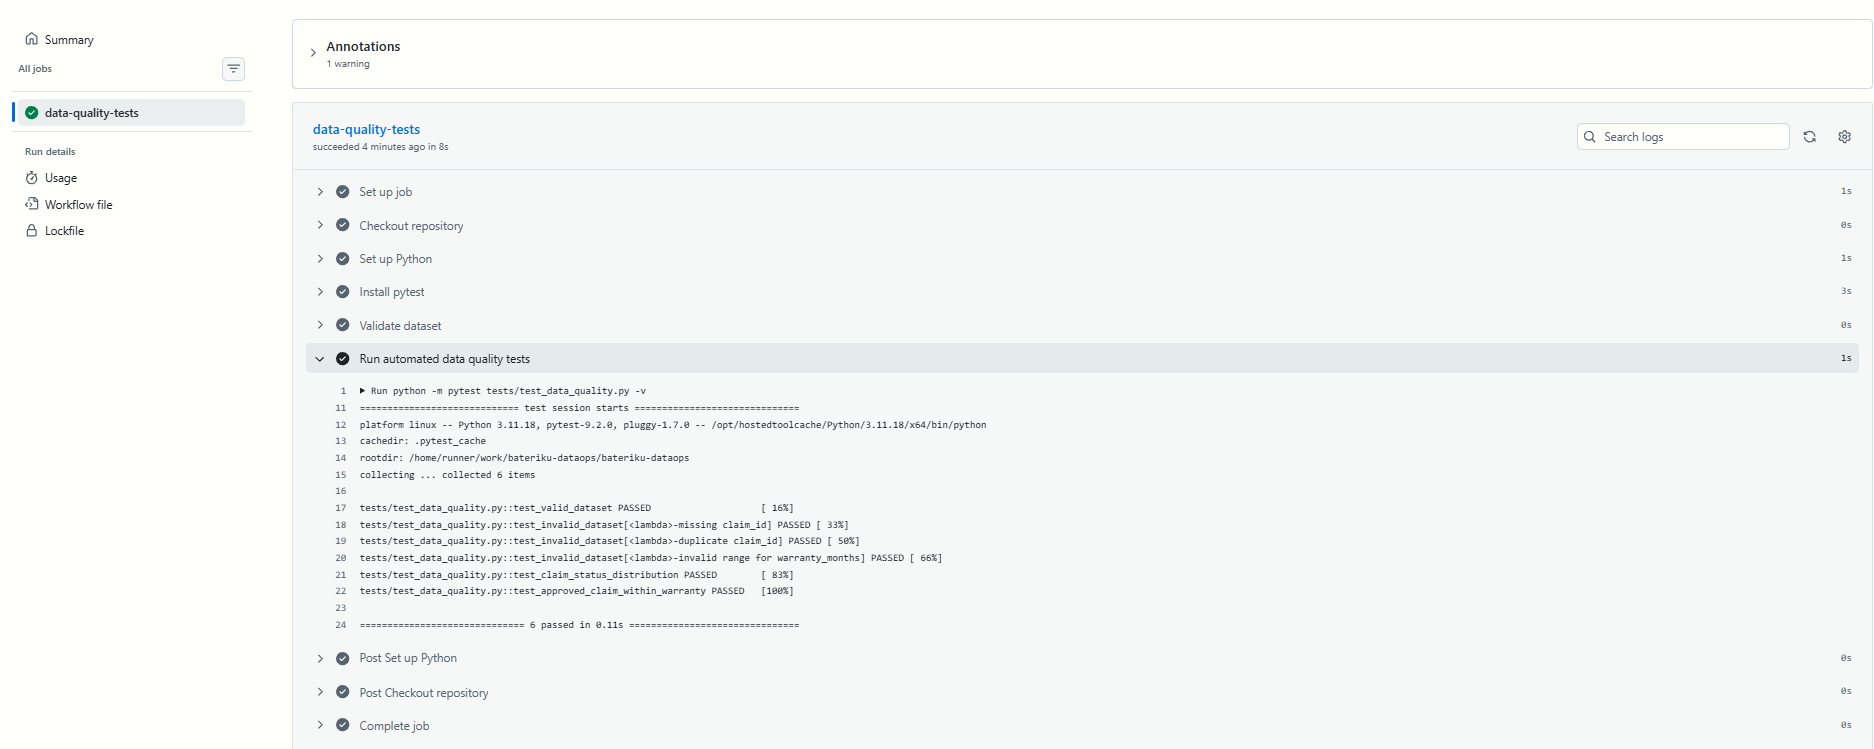 Summary
All jobs
data-quality-tests
Run details
Usage
Workflow file
Lockfile
Annotations
1 warning
data-quality-tests
succeeded 4 minutes ago in 8s
Search logs
Set up job 1s
Checkout repository 0s
Set up Python 1s
Install pytest 3s
Validate dataset 0s
Run automated data quality tests 1s
1 ▶ Run python -m pytest tests/test_data_quality.py -v
11 ============================= test session starts ==============================
12 platform linux -- Python 3.11.18, pytest-9.2.0, pluggy-1.7.0 -- /opt/hostedtoolcache/Python/3.11.18/x64/bin/python
13 cachedir: .pytest_cache
14 rootdir: /home/runner/work/bateriku-dataops/bateriku-dataops
15 collecting ... collected 6 items
16
17 tests/test_data_quality.py::test_valid_dataset PASSED [ 16%]
18 tests/test_data_quality.py::test_invalid_dataset[<lambda>-missing claim_id] PASSED [ 33%]
19 tests/test_data_quality.py::test_invalid_dataset[<lambda>-duplicate claim_id] PASSED [ 50%]
20 tests/test_data_quality.py::test_invalid_dataset[<lambda>-invalid range for warranty_months] PASSED [ 66%]
21 tests/test_data_quality.py::test_claim_status_distribution PASSED [ 83%]
22 tests/test_data_quality.py::test_approved_claim_within_warranty PASSED [100%]
23
24 ============================== 6 passed in 0.11s ===============================
Post Set up Python 0s
Post Checkout repository 0s
Complete job 0s